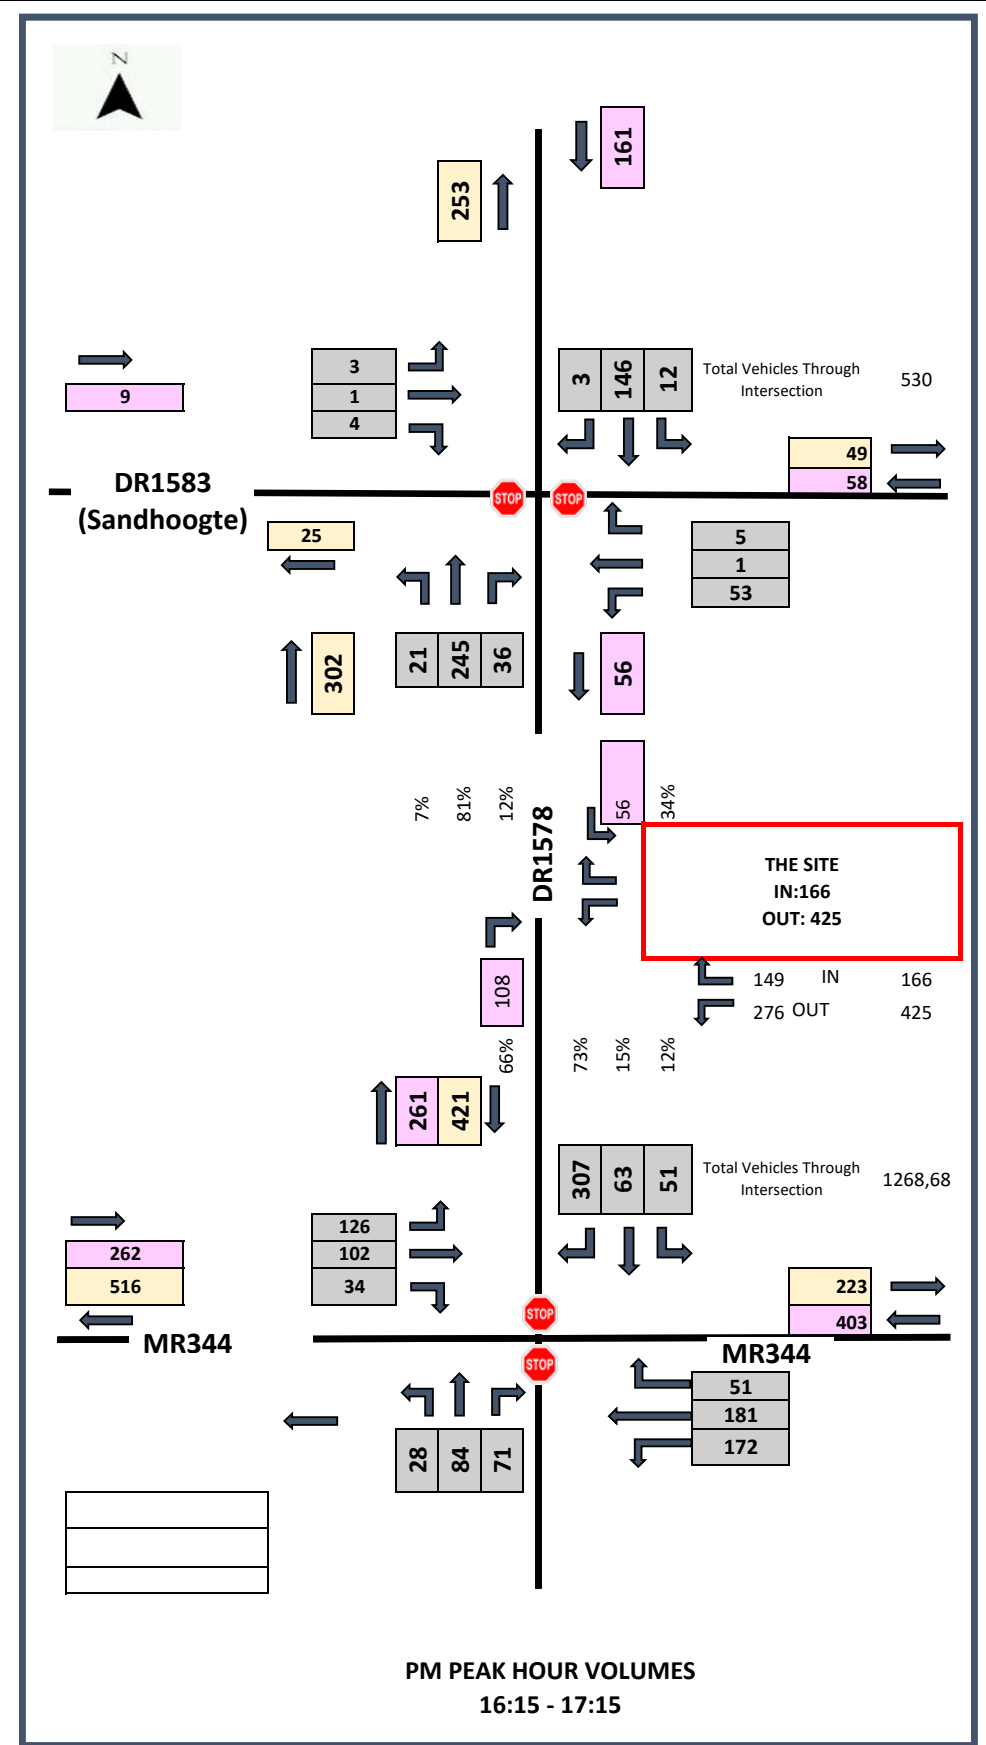 N
161
253
9
3
1
4
3 146 12
Total Vehicles Through
Intersection
530
49
58
DR1583
(Sandhoogte)
STOP STOP
25
5
1
53
302
21 245 36
56
56
7% 81% 12%
34%
DR1578
THE SITE
IN:166
OUT: 425
149 IN 166
276 OUT 425
108
66%
73% 15% 12%
261 421
307 63 51
Total Vehicles Through
Intersection
1268,68
126
102
34
262
516
223
403
STOP
MR344
MR344
STOP
51
181
172
28 84 71
PM PEAK HOUR VOLUMES
16:15 - 17:15